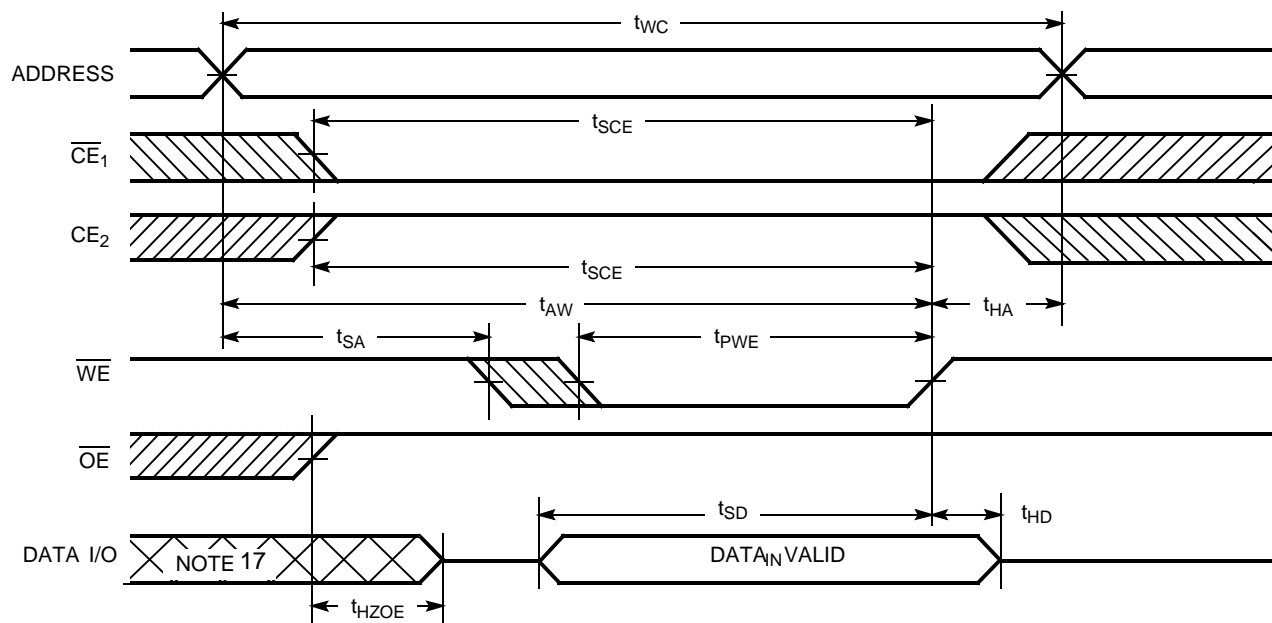 tWC
ADDRESS
tSCE
CE1
CE2
tSCE
tAW
tHA
tSA
tPWE
WE
OE
tSD
tHD
DATA I/O
NOTE 17
DATAIN VALID
tHZOE